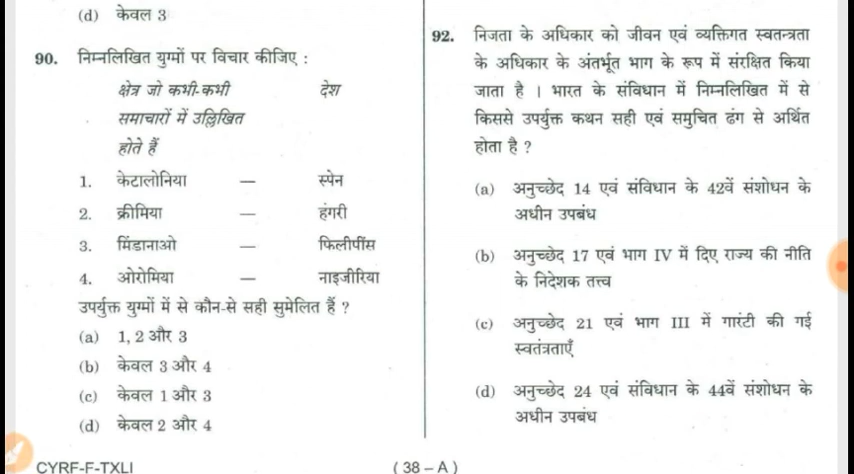 (d) केवल 3
90. निम्नलिखित युग्मों पर विचार कीजिए :
क्षेत्र जो कभी-कभी देश
समाचारों में उल्लिखित
होते हैं
1. केटालोनिया — स्पेन
2. क्रीमिया — हंगरी
3. मिंडानाओ — फिलीपींस
4. ओरोमिया — नाइजीरिया
उपर्युक्त युग्मों में से कौन-से सही सुमेलित हैं ?
(a) 1, 2 और 3
(b) केवल 3 और 4
(c) केवल 1 और 3
(d) केवल 2 और 4
92. निजता के अधिकार को जीवन एवं व्यक्तिगत स्वतन्त्रता
के अधिकार के अंतर्भूत भाग के रूप में संरक्षित किया
जाता है । भारत के संविधान में निम्नलिखित में से
किससे उपर्युक्त कथन सही एवं समुचित ढंग से अर्थित
होता है ?
(a) अनुच्छेद 14 एवं संविधान के 42वें संशोधन के
अधीन उपबंध
(b) अनुच्छेद 17 एवं भाग IV में दिए राज्य की नीति
के निदेशक तत्त्व
(c) अनुच्छेद 21 एवं भाग III में गारंटी की गई
स्वतंत्रताएँ
(d) अनुच्छेद 24 एवं संविधान के 44वें संशोधन के
अधीन उपबंध
CYRF-F-TXLI ( 38 – A )